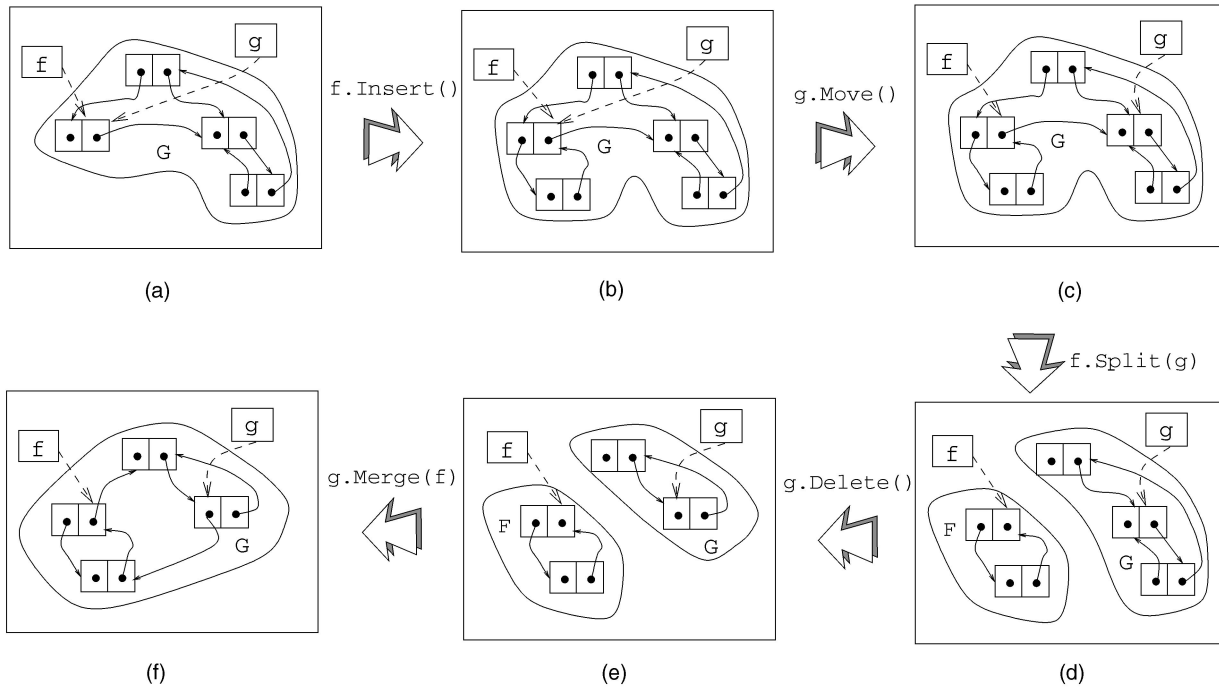 f
g
G
(a)
f.Insert()
f
g
G
(b)
g.Move()
f
g
G
(c)
f.Split(g)
f
g
G
(f)
g.Merge(f)
f
g
F
G
(e)
g.Delete()
f
g
F
G
(d)